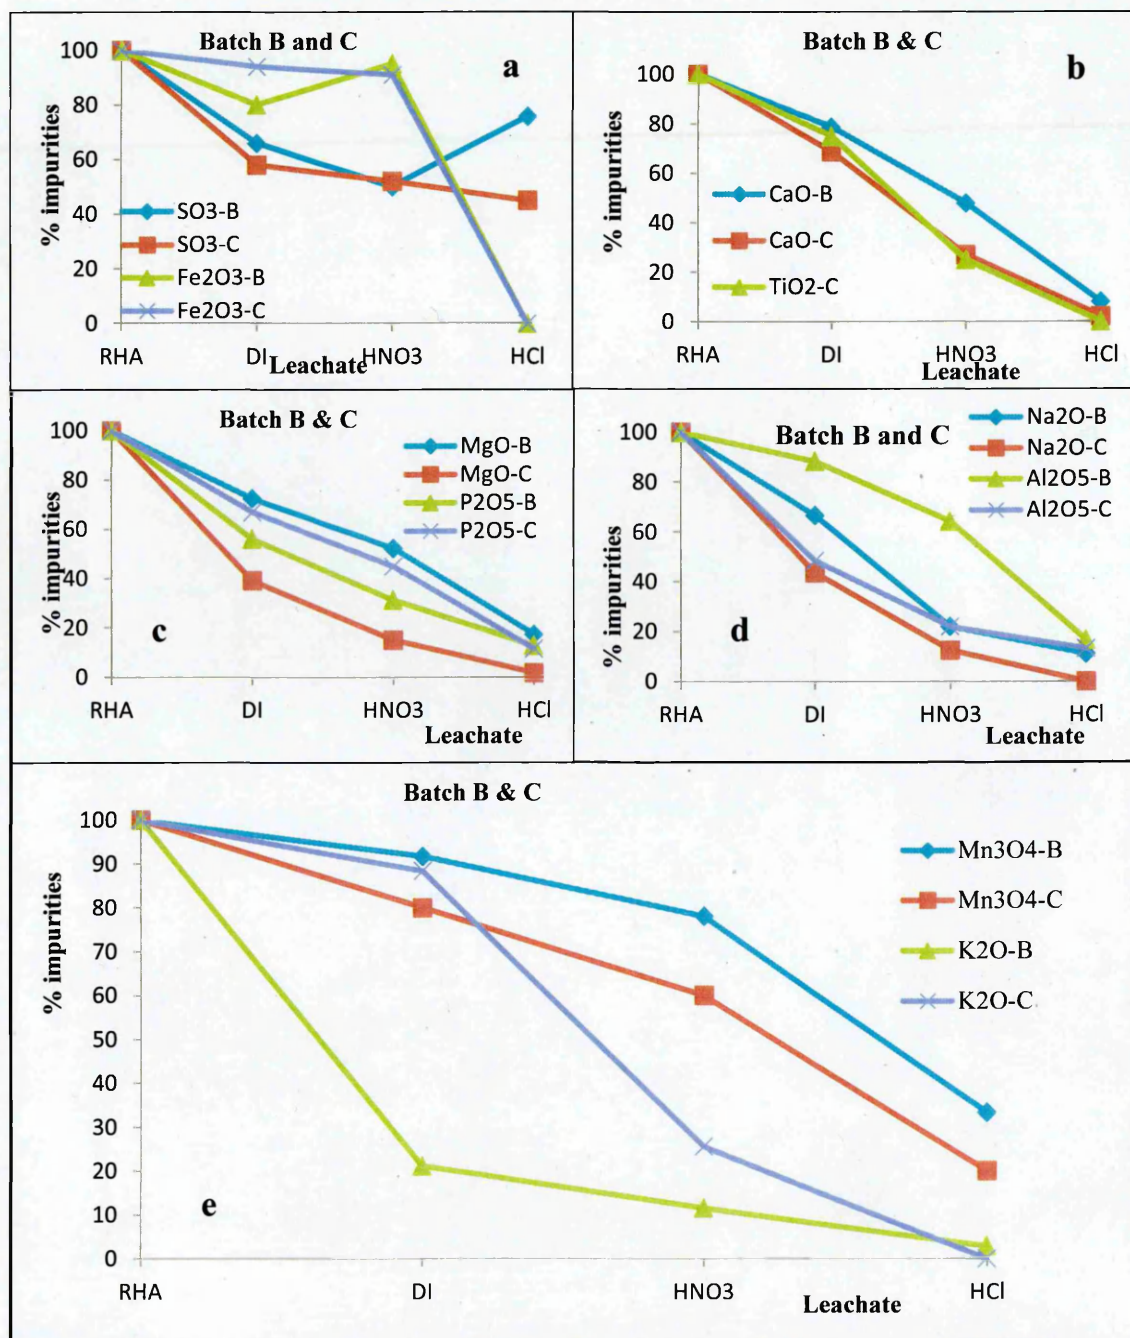 Batch B and C
a
% impurities
100
80
60
40
20
0
SO3-B
SO3-C
Fe2O3-B
Fe2O3-C
RHA DI HNO3 HCl
Leachate
Batch B & C
b
% impurities
100
80
60
40
20
0
CaO-B
CaO-C
TiO2-C
RHA DI HNO3 HCl
Leachate
Batch B & C
% impurities
100
80
60
40
20
0
MgO-B
MgO-C
P2O5-B
P2O5-C
c
RHA DI HNO3 HCl
Leachate
Batch B and C
% impurities
100
80
60
40
20
0
Na2O-B
Na2O-C
Al2O5-B
Al2O5-C
d
RHA DI HNO3 HCl
Leachate
Batch B & C
% impurities
100
90
80
70
60
50
40
30
20
10
0
Mn3O4-B
Mn3O4-C
K2O-B
K2O-C
e
RHA DI HNO3 HCl
Leachate